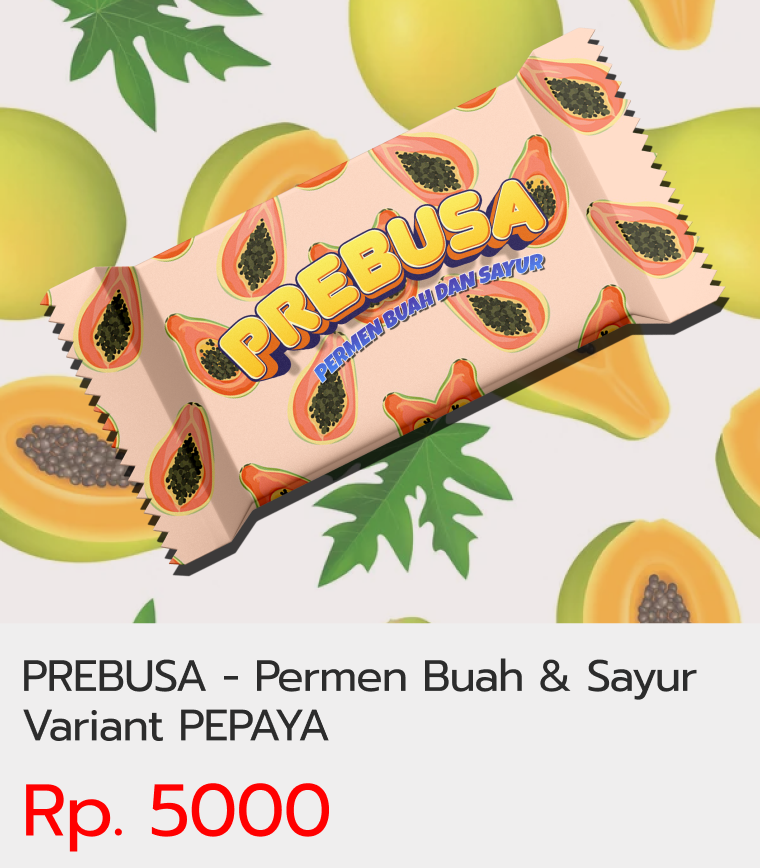 PREBUSA
PERMEN BUAH DAN SAYUR
PREBUSA - Permen Buah & Sayur
Variant PEPAYA
Rp. 5000